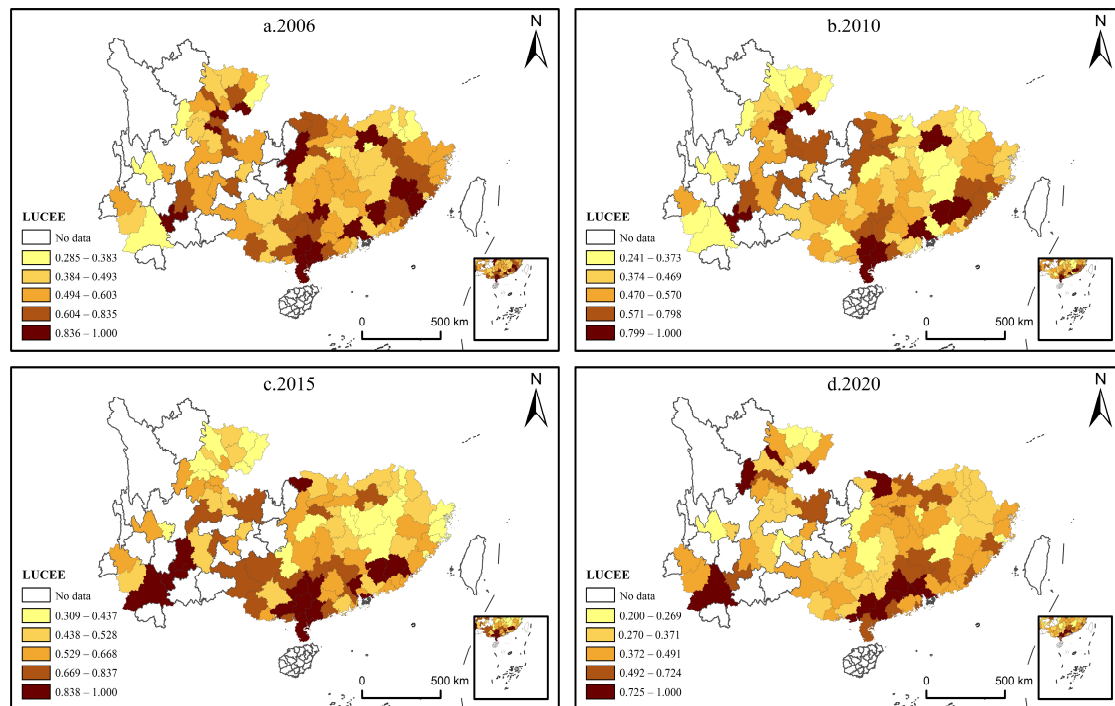 a.2006
N
LUCEE
No data
0.285 – 0.383
0.384 – 0.493
0.494 – 0.603
0.604 – 0.835
0.836 – 1.000
0 500 km
b.2010
N
LUCEE
No data
0.241 – 0.373
0.374 – 0.469
0.470 – 0.570
0.571 – 0.798
0.799 – 1.000
0 500 km
c.2015
N
LUCEE
No data
0.309 – 0.437
0.438 – 0.528
0.529 – 0.668
0.669 – 0.837
0.838 – 1.000
0 500 km
d.2020
N
LUCEE
No data
0.200 – 0.269
0.270 – 0.371
0.372 – 0.491
0.492 – 0.724
0.725 – 1.000
0 500 km